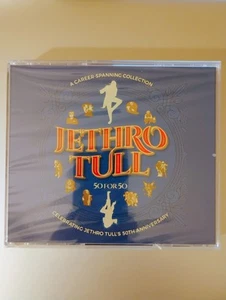 A CAREER-SPANNING COLLECTION
JETHRO
TULL
50 FOR 50
CELEBRATING JETHRO TULL'S 50TH ANNIVERSARY